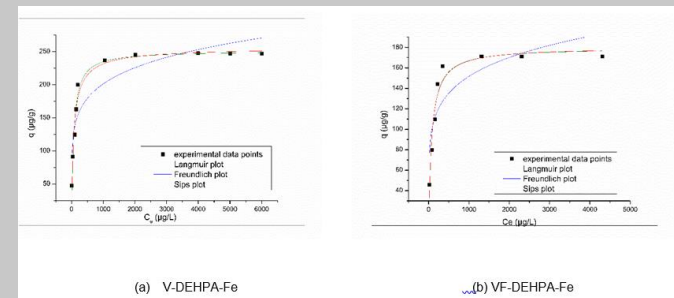 250
200
150
100
50
q (µg/g)
experimental data points
Langmuir plot
Freundlich plot
Sips plot
0 1000 2000 3000 4000 5000 6000
Ce (µg/L)
(a) V-DEHPA-Fe
180
160
140
120
100
80
60
40
q (µg/g)
experimental data points
Langmuir plot
Freundlich plot
Sips plot
0 1000 2000 3000 4000 5000
Ce (µg/L)
(b) VF-DEHPA-Fe